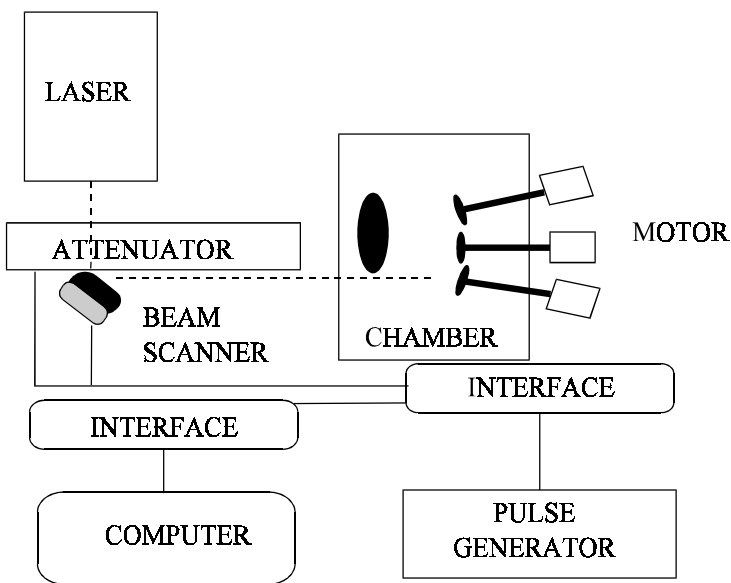 LASER
ATTENUATOR
MOTOR
BEAM
SCANNER
CHAMBER
INTERFACE
INTERFACE
COMPUTER
PULSE
GENERATOR